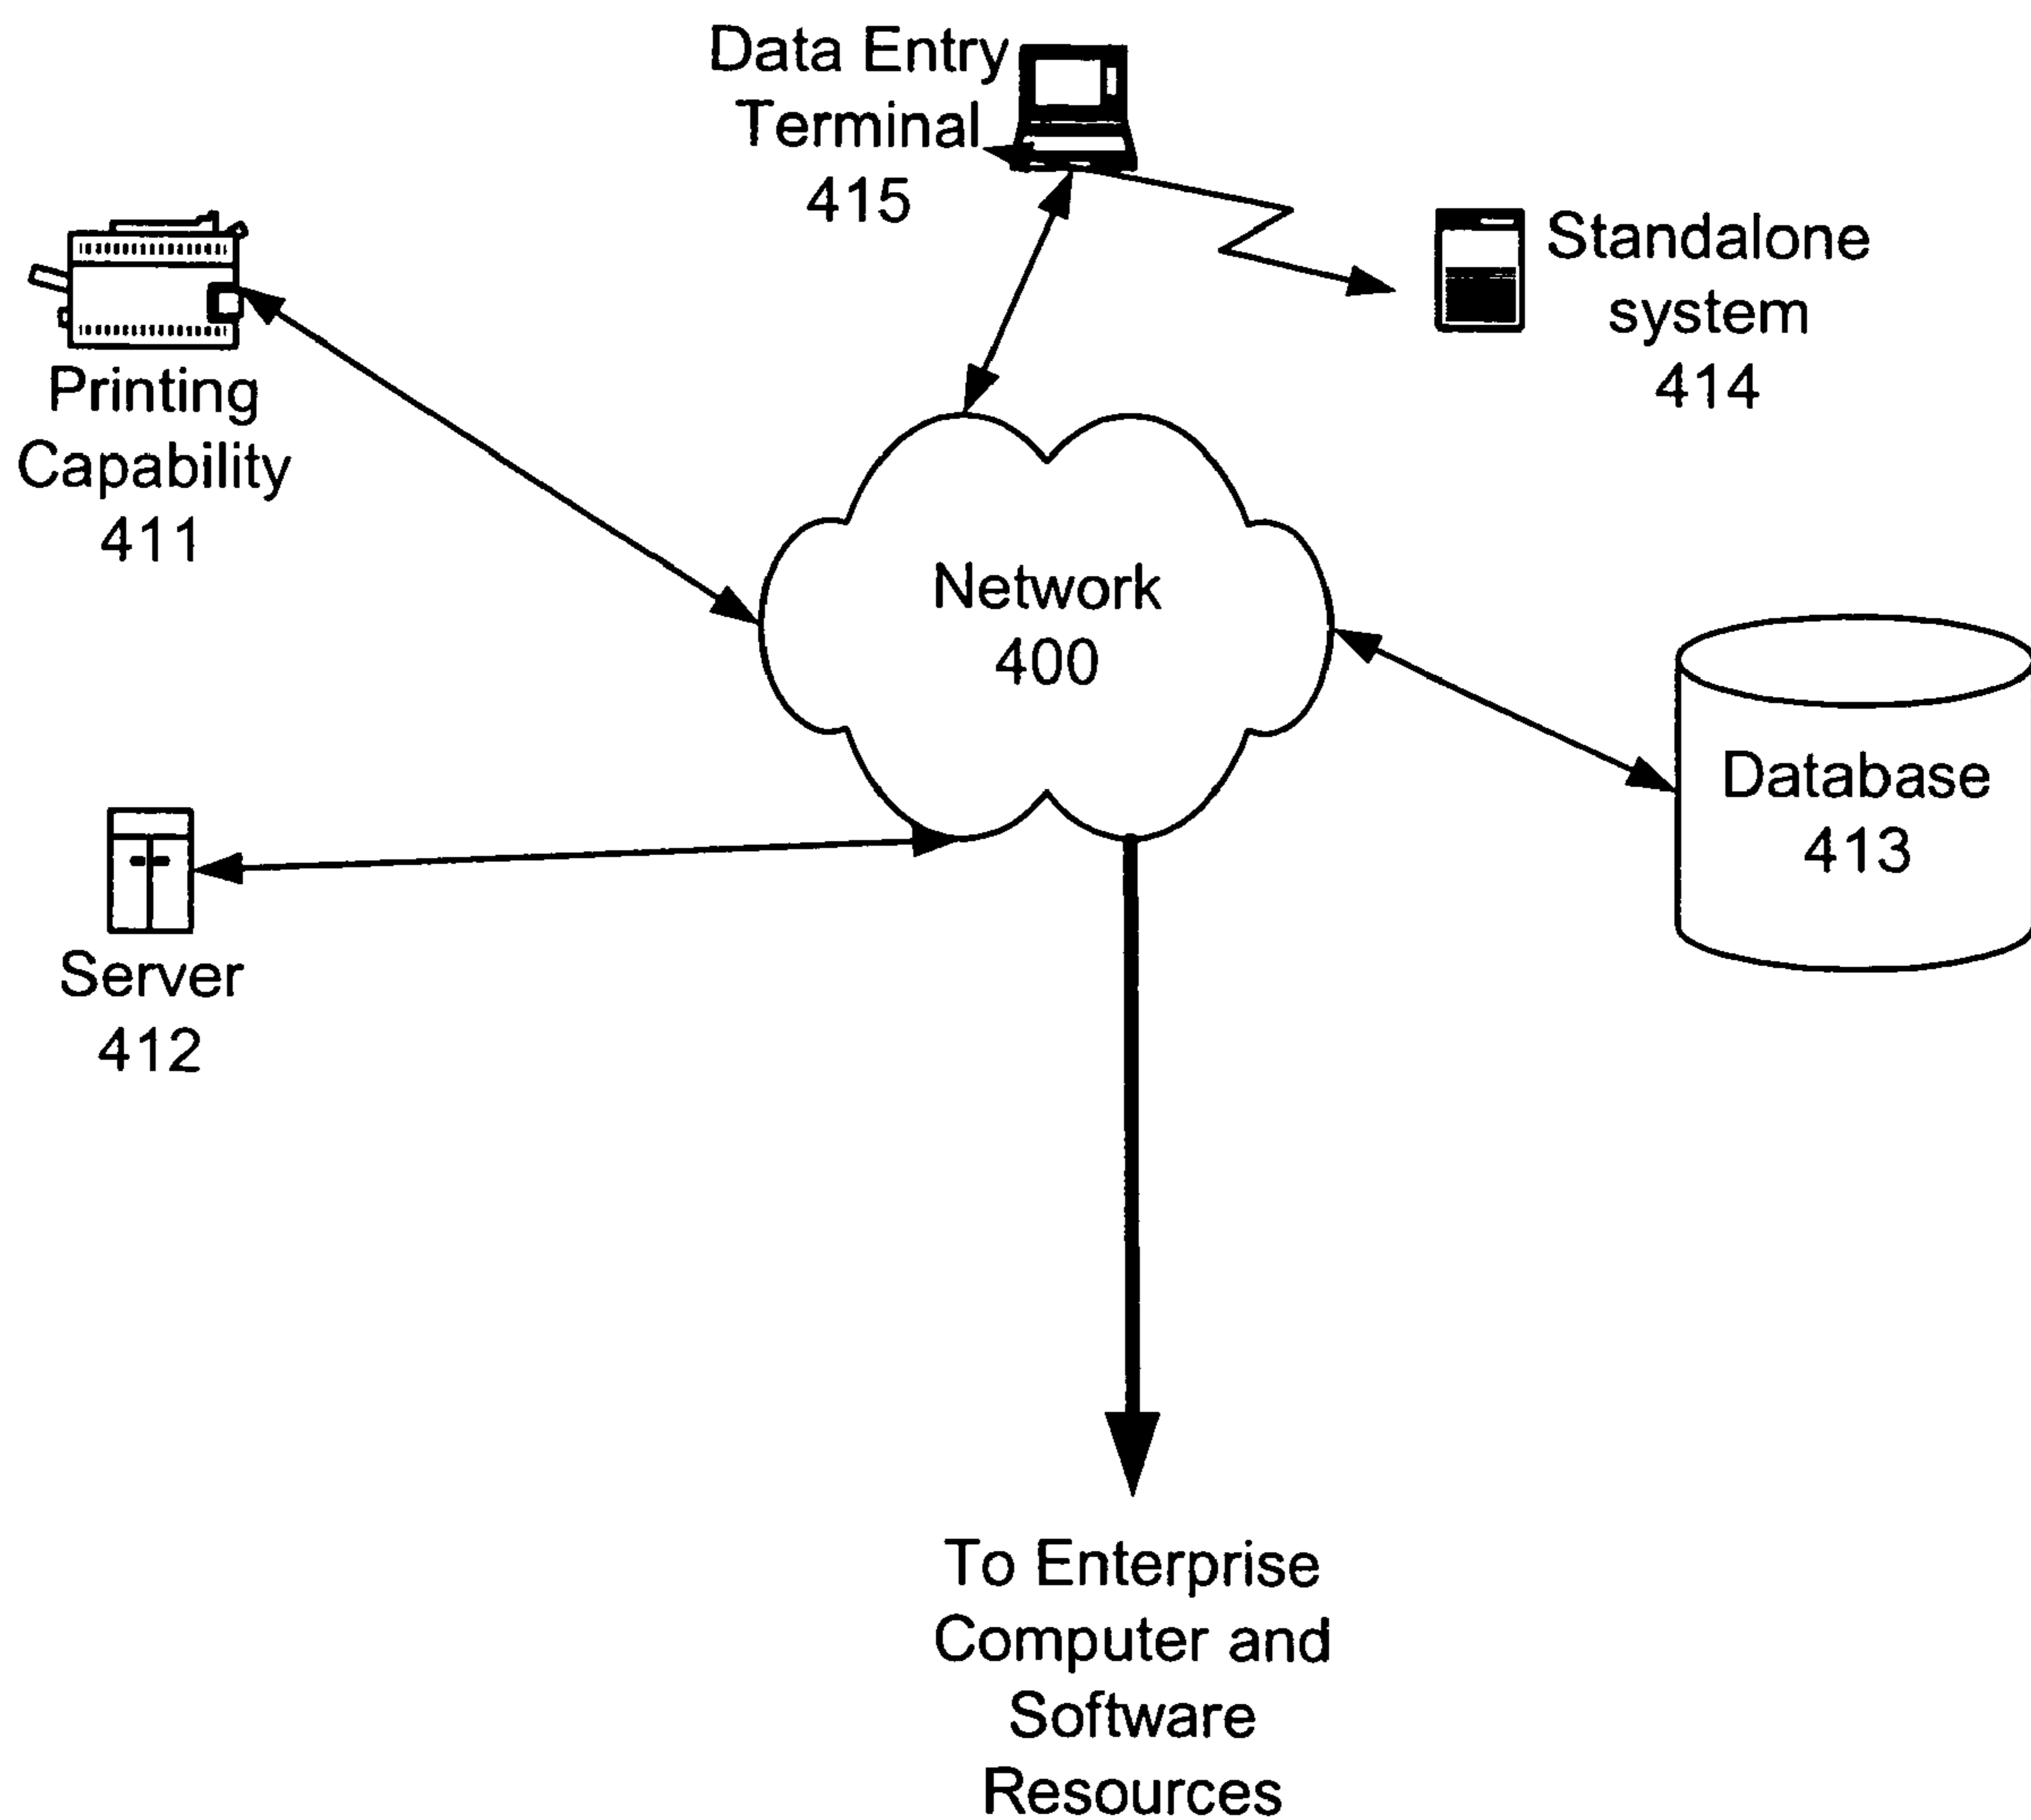 Data Entry
Terminal
415
Standalone
system
414
Printing
Capability
411
Network
400
Database
413
Server
412
To Enterprise
Computer and
Software
Resources